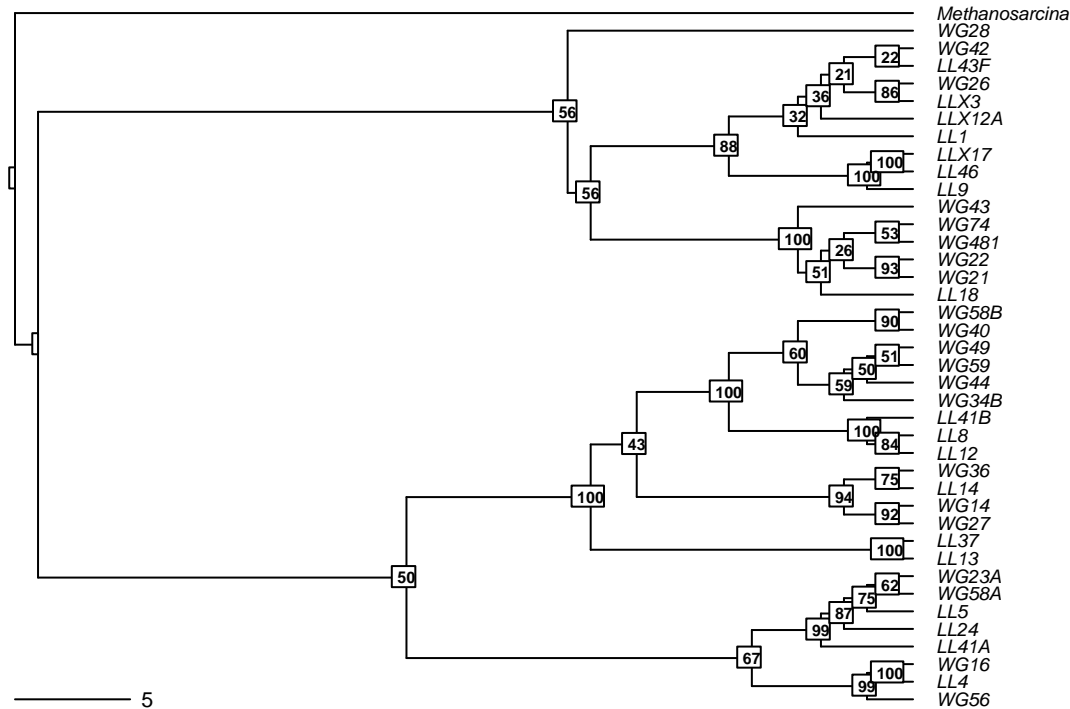 Methanosarcina
WG28
WG42
22
LL43F
21
WG26
86
36
LLX3
32
LLX12A
56
LL1
88
LLX17
100
LL46
100
LL9
56
WG43
WG74
53
100
WG481
26
WG22
51
93
WG21
LL18
WG58B
90
WG40
60
WG49
51
WG59
50
WG44
59
100
WG34B
LL41B
100
LL8
43
84
LL12
WG36
75
LL14
100
94
WG14
92
WG27
LL37
100
LL13
50
WG23A
62
WG58A
75
LL5
87
LL24
99
LL41A
67
WG16
100
LL4
99
WG56
5